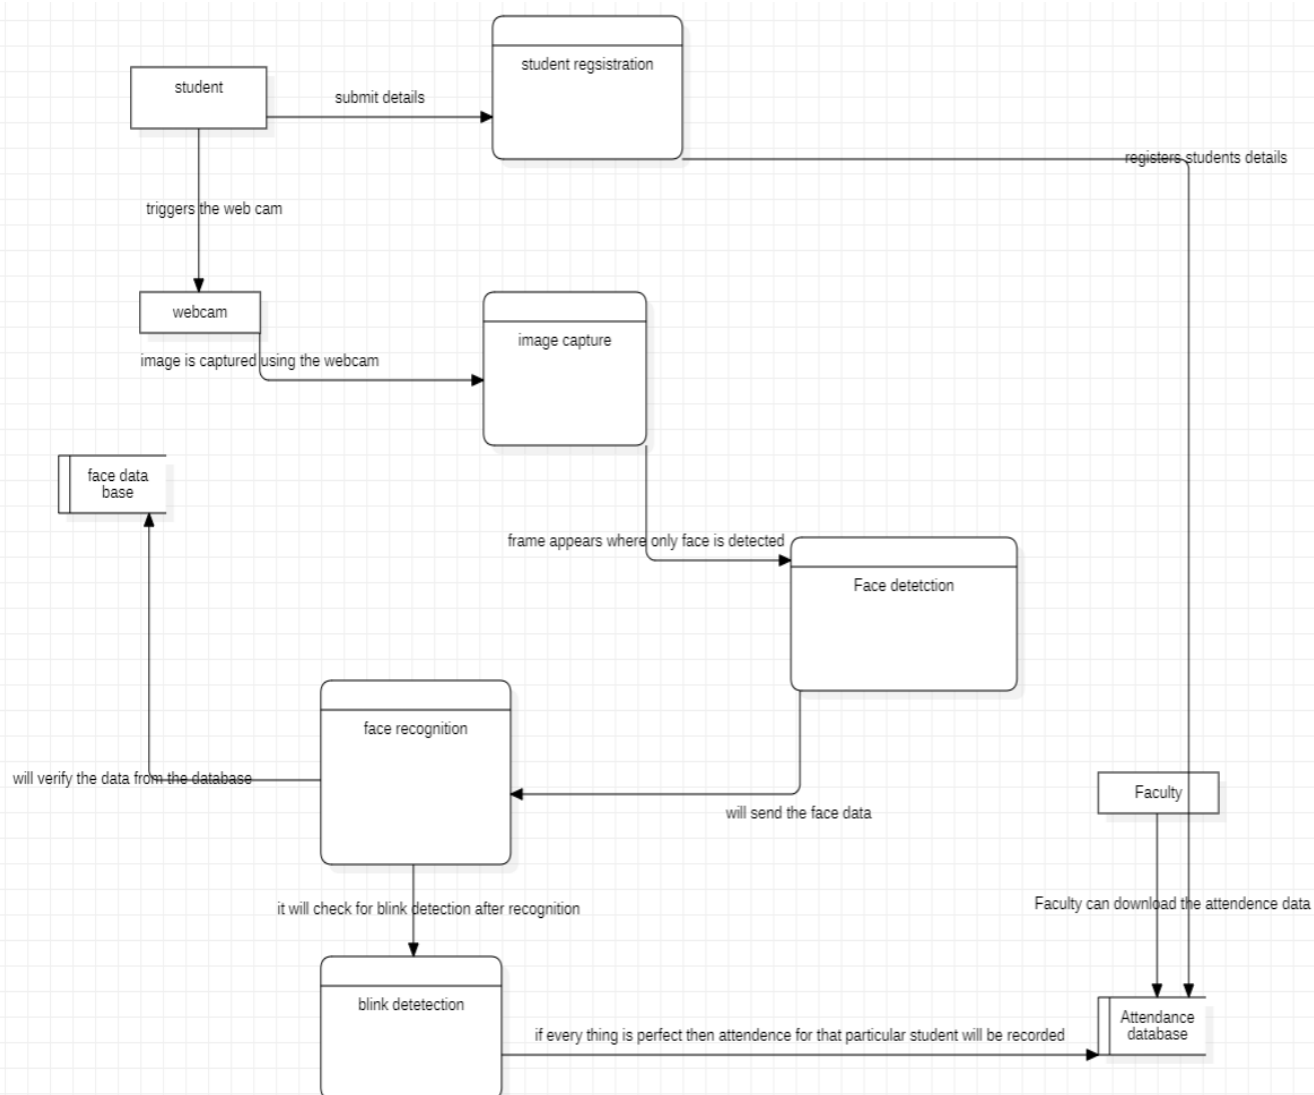 student regsistration
student
submit details
registers students details
triggers the web cam
webcam
image capture
image is captured using the webcam
face data
base
frame appears where only face is detected
Face detetction
face recognition
will verify the data from the database
will send the face data
Faculty
Faculty can download the attendence data
it will check for blink detection after recognition
blink detetection
Attendance
database
if every thing is perfect then attendence for that particular student will be recorded